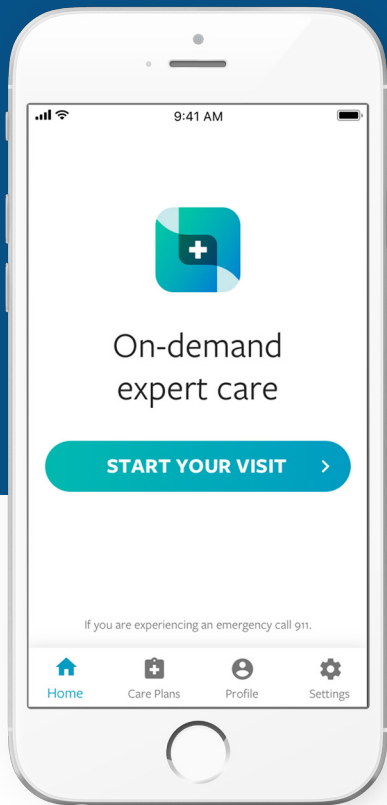 9:41 AM
On-demand
expert care
START YOUR VISIT
If you are experiencing an emergency call 911.
Home Care Plans Profile Settings